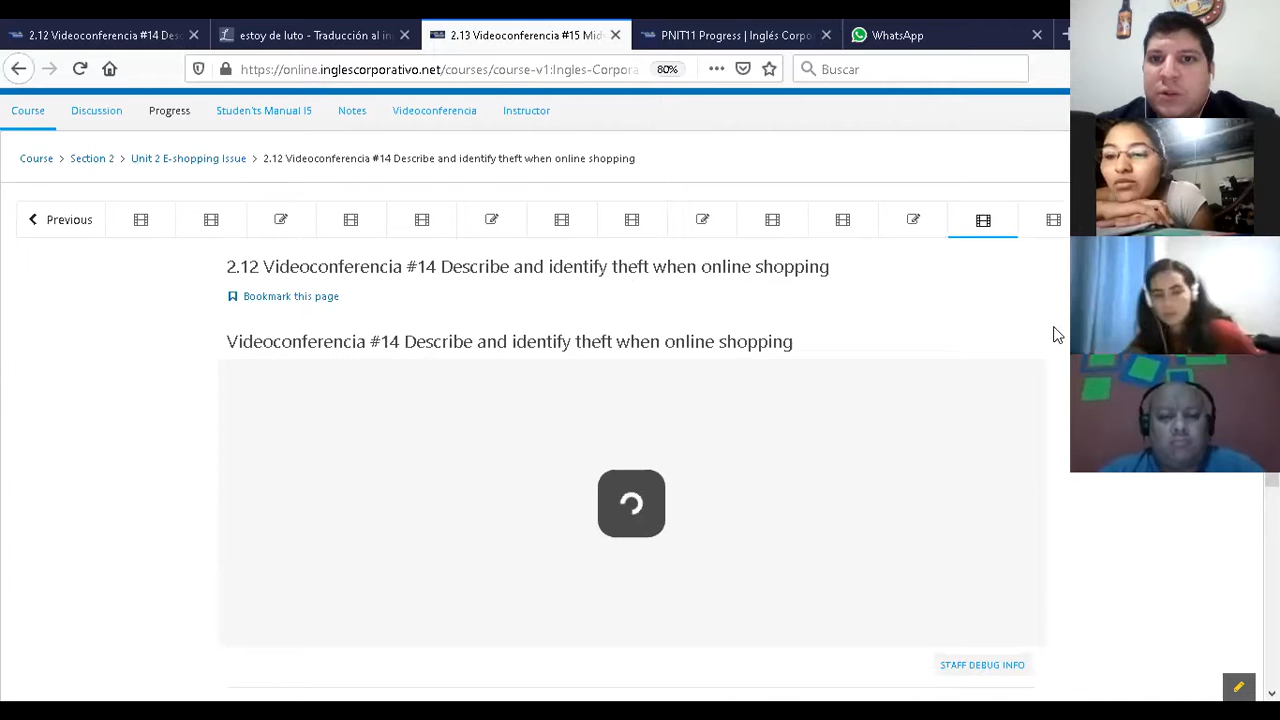 2.12 Videoconferencia #14 Des
estoy de luto - Traducción al in
2.13 Videoconferencia #15 Midv
PNIT11 Progress | Inglés Corpo
WhatsApp
https://online.inglescorporativo.net/courses/course-v1:Ingles-Corpora
80%
Buscar
Course
Discussion
Progress
Studen'ts Manual I5
Notes
Videoconferencia
Instructor
Course > Section 2 > Unit 2 E-shopping Issue > 2.12 Videoconferencia #14 Describe and identify theft when online shopping
Previous
2.12 Videoconferencia #14 Describe and identify theft when online shopping
Bookmark this page
Videoconferencia #14 Describe and identify theft when online shopping
STAFF DEBUG INFO